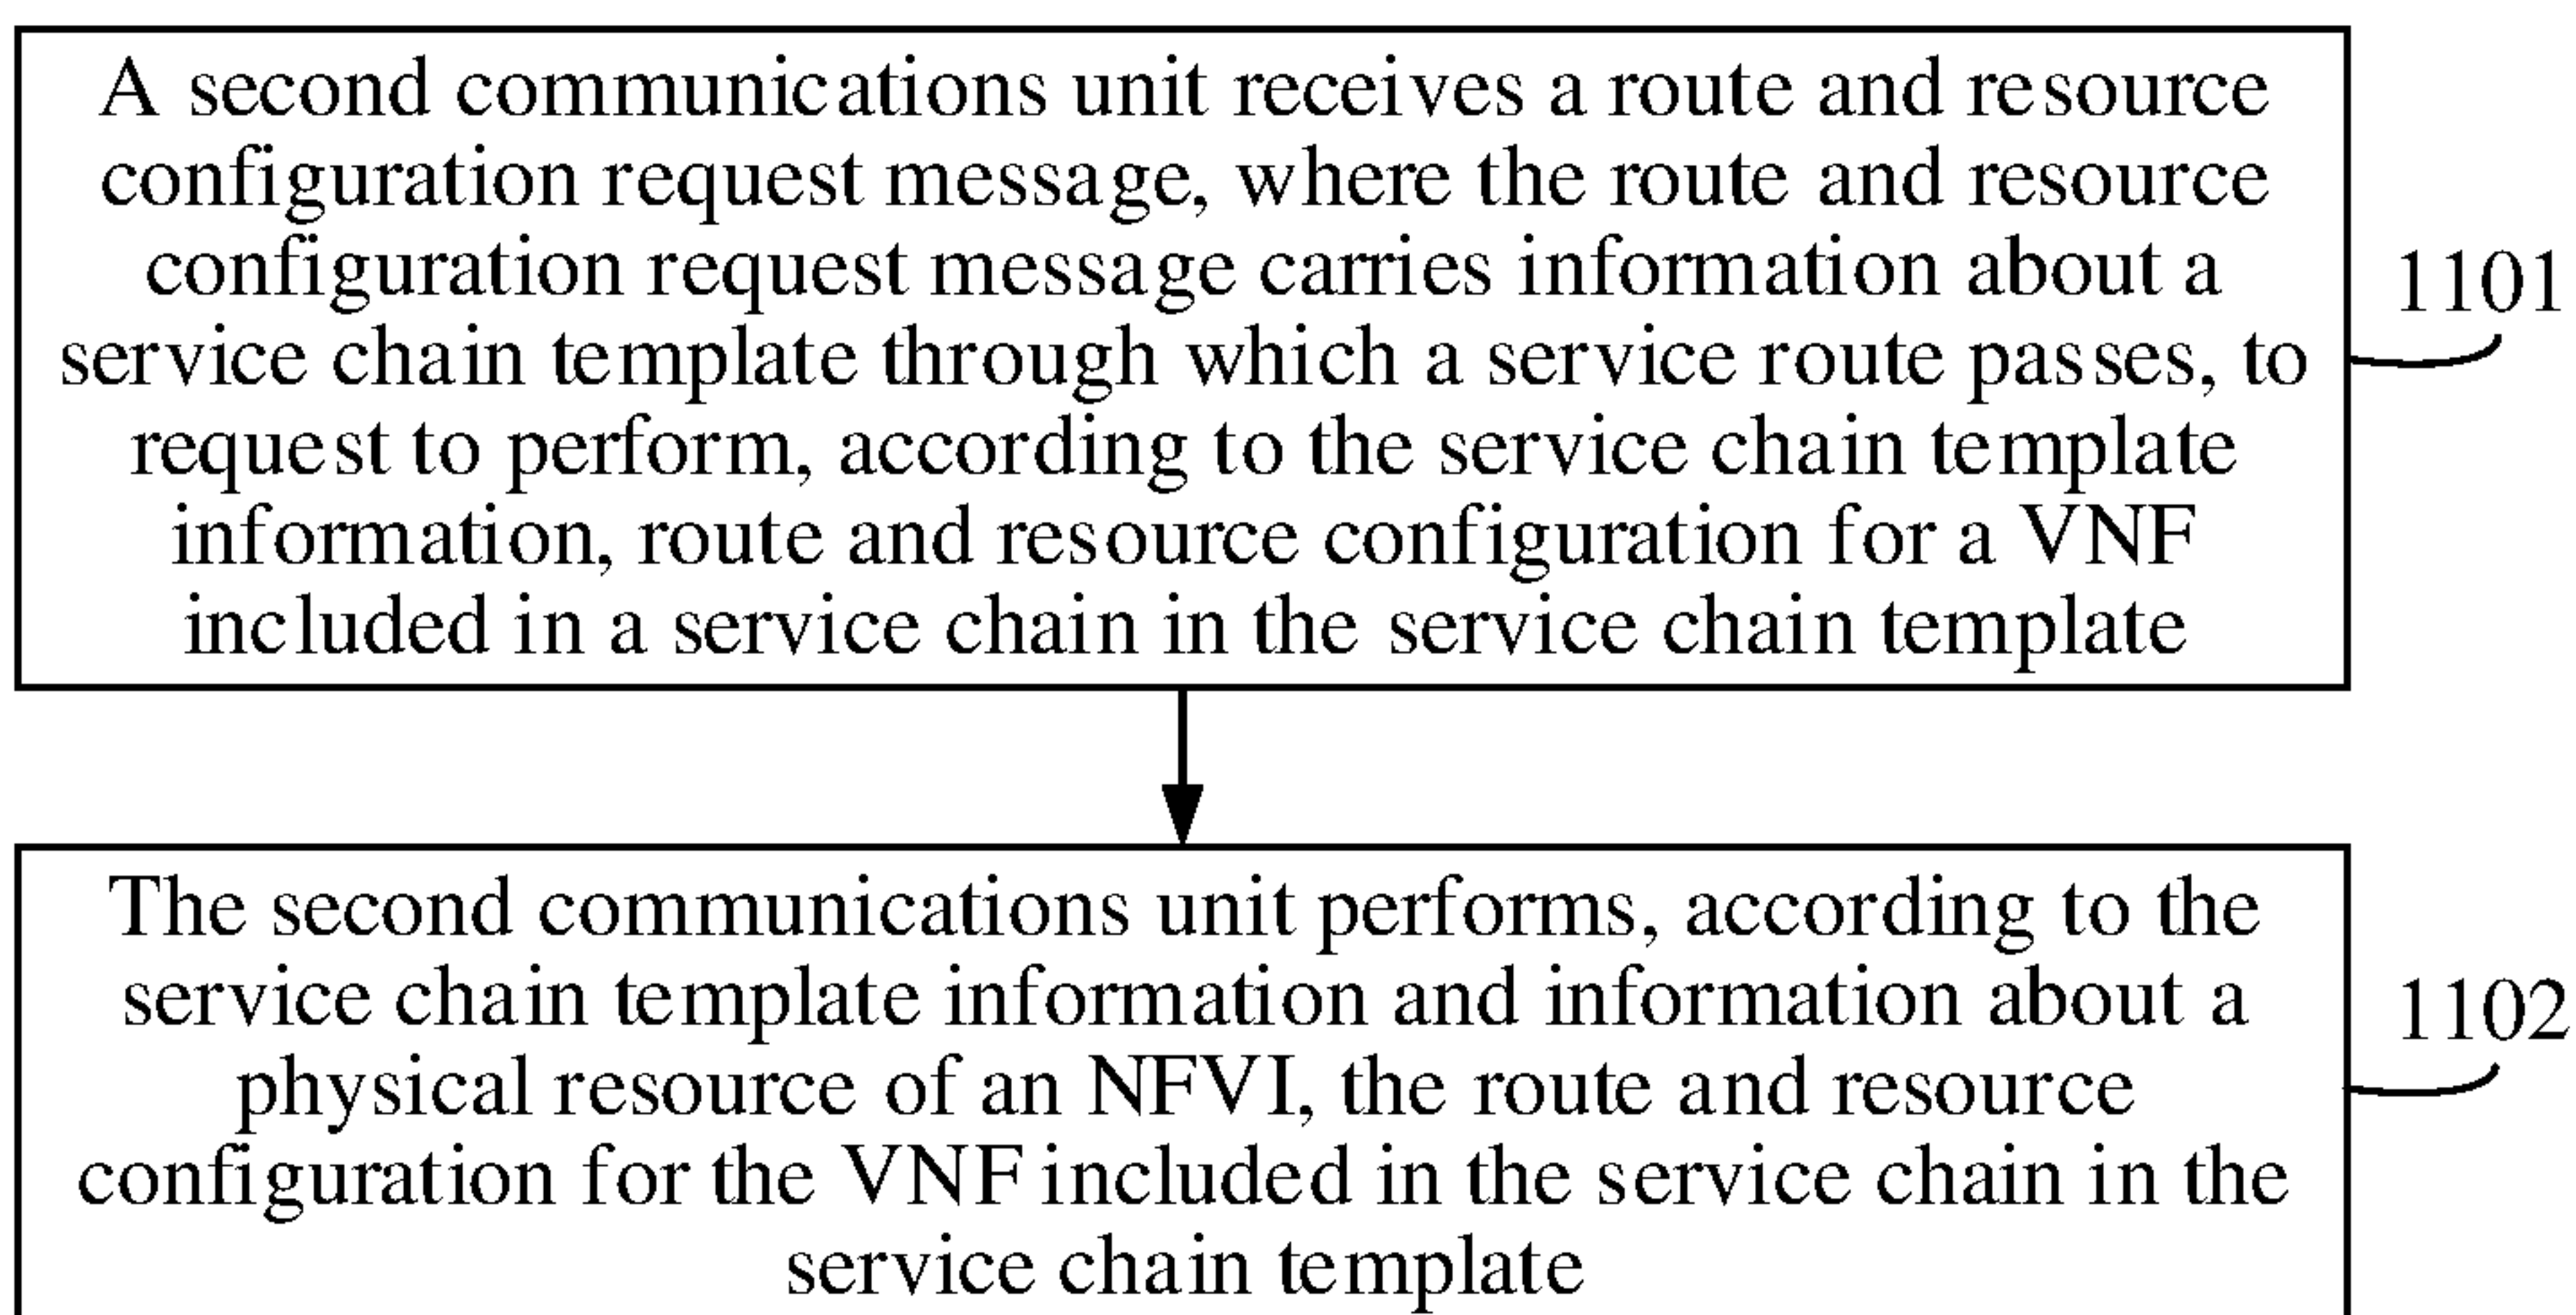 A second communications unit receives a route and resource
configuration request message, where the route and resource
configuration request message carries information about a
service chain template through which a service route passes, to
request to perform, according to the service chain template
information, route and resource configuration for a VNF
included in a service chain in the service chain template
1101
The second communications unit performs, according to the
service chain template information and information about a
physical resource of an NFVI, the route and resource
configuration for the VNF included in the service chain in the
service chain template
1102